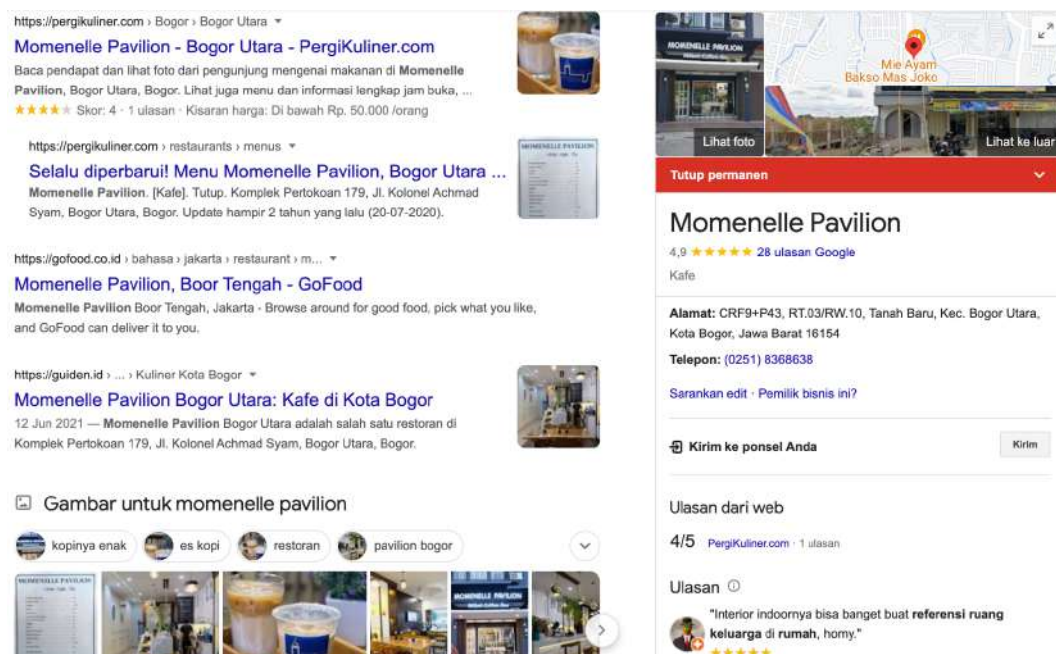 https://pergikuliner.com › Bogor › Bogor Utara
Momenelle Pavilion - Bogor Utara - PergiKuliner.com
Baca pendapat dan lihat foto dari pengunjung mengenai makanan di Momenelle
Pavilion, Bogor Utara, Bogor. Lihat juga menu dan informasi lengkap jam buka, ...
★★★★★ Skor: 4 · 1 ulasan · Kisaran harga: Di bawah Rp. 50.000 /orang
https://pergikuliner.com › restaurants › menus
Selalu diperbarui! Menu Momenelle Pavilion, Bogor Utara ...
Momenelle Pavilion. [Kafe]. Tutup. Komplek Pertokoan 179, Jl. Kolonel Achmad
Syam, Bogor Utara, Bogor. Update hampir 2 tahun yang lalu (20-07-2020).
MOMENELLE PAVILION
https://gofood.co.id › bahasa › jakarta › restaurant › m...
Momenelle Pavilion, Boor Tengah - GoFood
Momenelle Pavilion Boor Tengah, Jakarta - Browse around for good food, pick what you like,
and GoFood can deliver it to you.
https://guiden.id › ... › Kuliner Kota Bogor
Momenelle Pavilion Bogor Utara: Kafe di Kota Bogor
12 Jun 2021 — Momenelle Pavilion Bogor Utara adalah salah satu restoran di
Komplek Pertokoan 179, Jl. Kolonel Achmad Syam, Bogor Utara, Bogor.
Gambar untuk momenelle pavilion
kopinya enak
es kopi
restoran
pavilion bogor
MOMENELLE PAVILION
MOMENELLE PAVILION
MOMENELLE PAVILION
Mie Ayam
Bakso Mas Joko
Lihat foto
Lihat ke luar
Tutup permanen
Momenelle Pavilion
4,9 ★★★★★ 28 ulasan Google
Kafe
Alamat: CRF9+P43, RT.03/RW.10, Tanah Baru, Kec. Bogor Utara,
Kota Bogor, Jawa Barat 16154
Telepon: (0251) 8368638
Sarankan edit · Pemilik bisnis ini?
Kirim ke ponsel Anda
Kirim
Ulasan dari web
4/5 PergiKuliner.com · 1 ulasan
Ulasan
"Interior indoornya bisa banget buat referensi ruang
keluarga di rumah, homy."
★★★★★